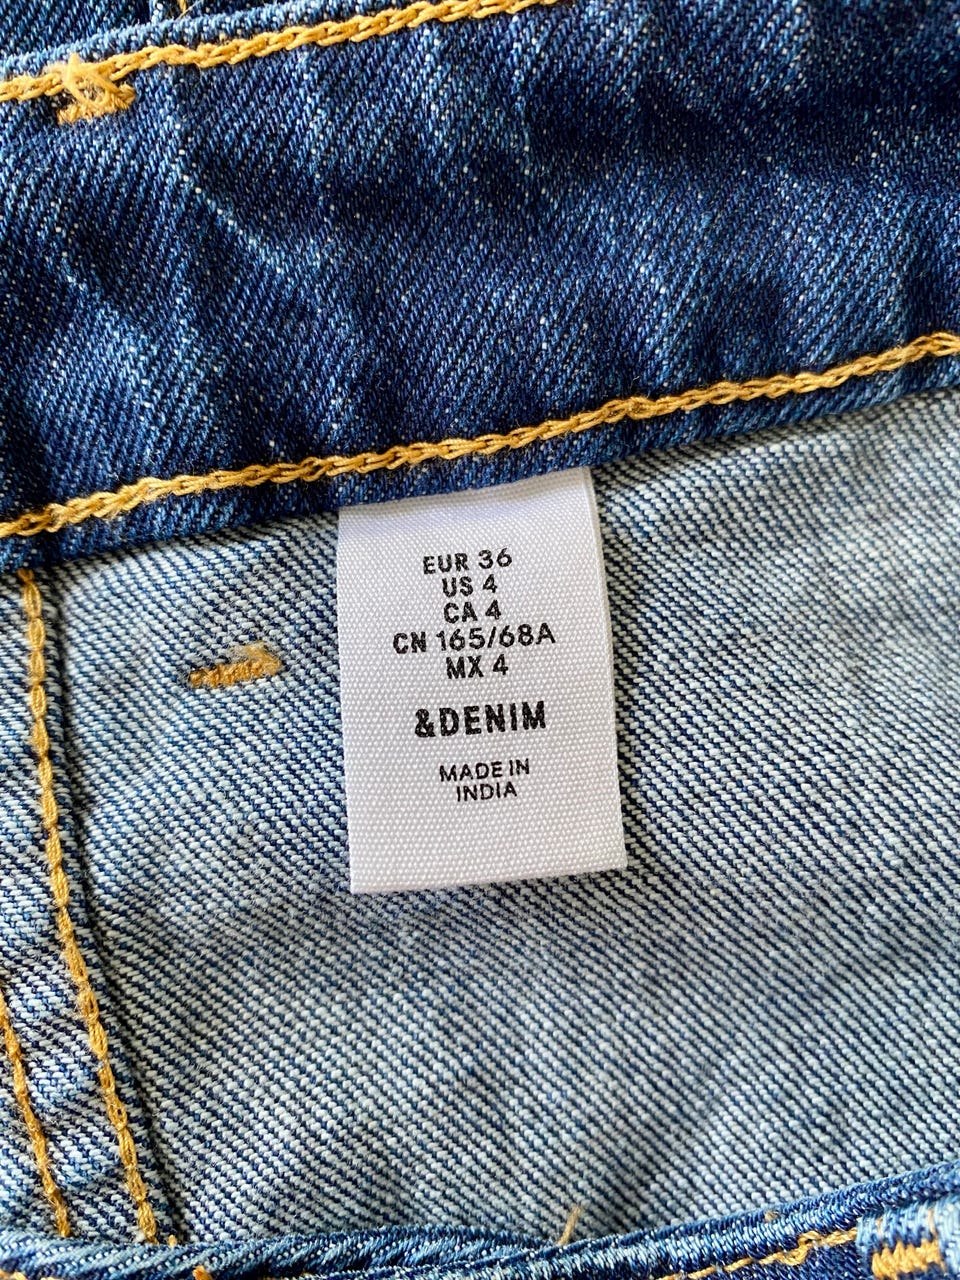 EUR 36
US 4
CA 4
CN 165/68A
MX 4
&DENIM
MADE IN
INDIA